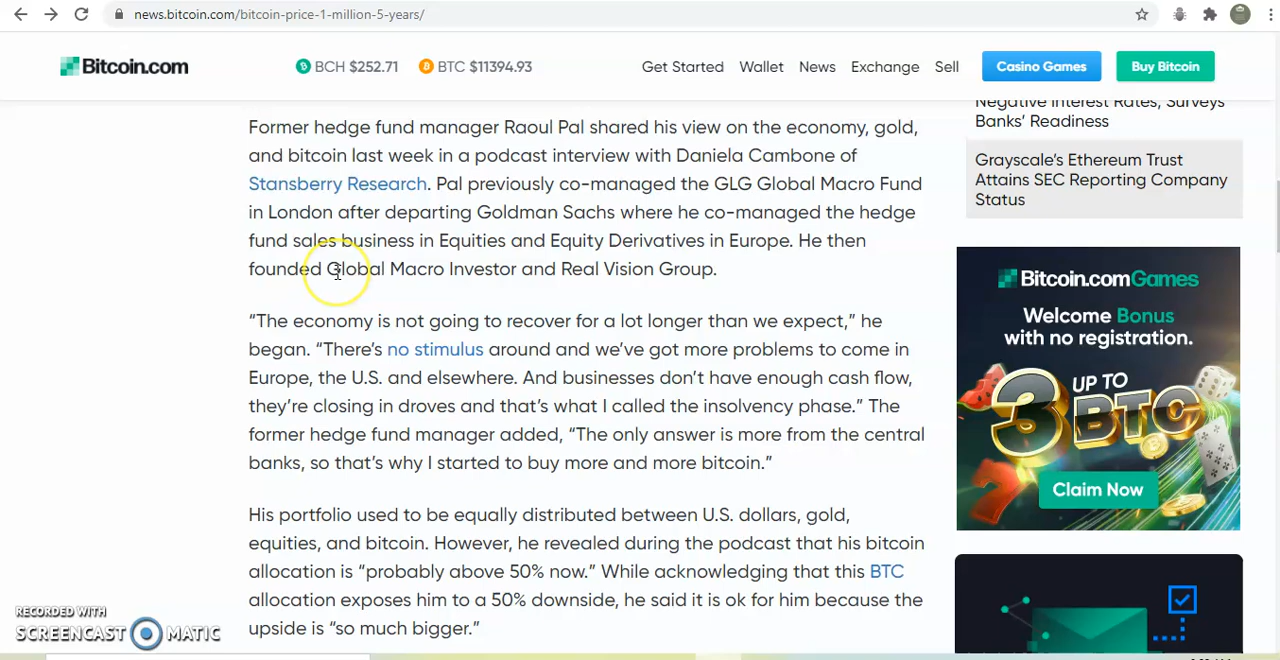 news.bitcoin.com/bitcoin-price-1-million-5-years/
Bitcoin.com
BCH $252.71
BTC $11394.93
Get Started
Wallet
News
Exchange
Sell
Casino Games
Buy Bitcoin
Former hedge fund manager Raoul Pal shared his view on the economy, gold,
and bitcoin last week in a podcast interview with Daniela Cambone of
Stansberry Research. Pal previously co-managed the GLG Global Macro Fund
in London after departing Goldman Sachs where he co-managed the hedge
fund sales business in Equities and Equity Derivatives in Europe. He then
founded Global Macro Investor and Real Vision Group.
“The economy is not going to recover for a lot longer than we expect,” he
began. “There’s no stimulus around and we’ve got more problems to come in
Europe, the U.S. and elsewhere. And businesses don’t have enough cash flow,
they’re closing in droves and that’s what I called the insolvency phase.” The
former hedge fund manager added, “The only answer is more from the central
banks, so that’s why I started to buy more and more bitcoin.”
His portfolio used to be equally distributed between U.S. dollars, gold,
equities, and bitcoin. However, he revealed during the podcast that his bitcoin
allocation is “probably above 50% now.” While acknowledging that this BTC
allocation exposes him to a 50% downside, he said it is ok for him because the
upside is “so much bigger.”
Negative Interest Rates, Surveys
Banks’ Readiness
Grayscale’s Ethereum Trust
Attains SEC Reporting Company
Status
Bitcoin.com Games
Welcome Bonus
with no registration.
UP TO
3 BTC
Claim Now
RECORDED WITH
SCREENCAST MATIC